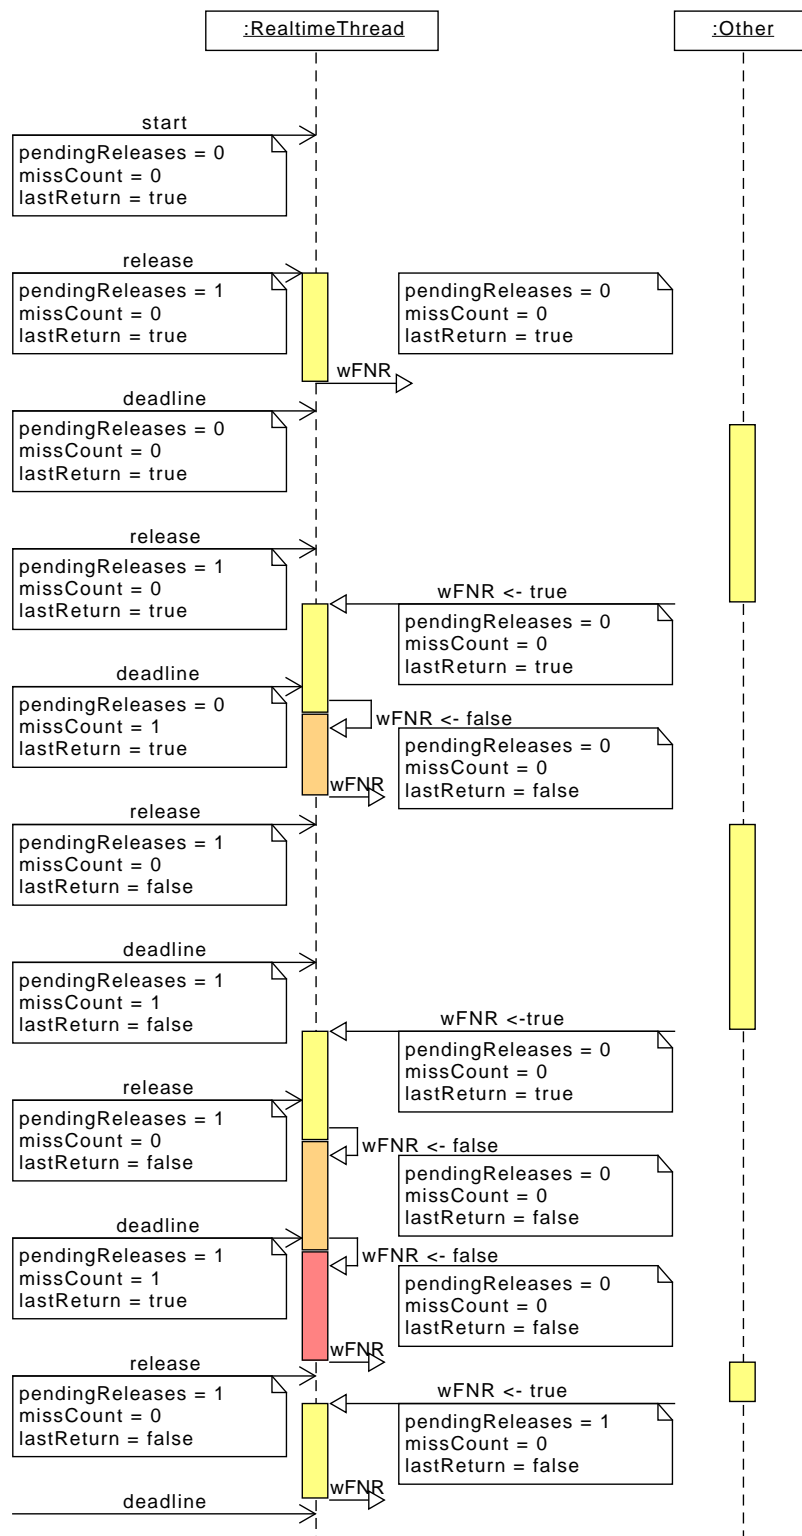 :RealtimeThread
:Other
start
pendingReleases = 0
missCount = 0
lastReturn = true
release
pendingReleases = 1
missCount = 0
lastReturn = true
pendingReleases = 0
missCount = 0
lastReturn = true
wFNR
deadline
pendingReleases = 0
missCount = 0
lastReturn = true
release
pendingReleases = 1
missCount = 0
lastReturn = true
wFNR <- true
pendingReleases = 0
missCount = 0
lastReturn = true
deadline
pendingReleases = 0
missCount = 1
lastReturn = true
wFNR <- false
pendingReleases = 0
missCount = 0
lastReturn = false
wFNR
release
pendingReleases = 1
missCount = 0
lastReturn = false
deadline
pendingReleases = 1
missCount = 1
lastReturn = false
wFNR <-true
pendingReleases = 0
missCount = 0
lastReturn = true
release
pendingReleases = 1
missCount = 0
lastReturn = false
wFNR <- false
pendingReleases = 0
missCount = 0
lastReturn = false
deadline
pendingReleases = 1
missCount = 1
lastReturn = true
wFNR <- false
pendingReleases = 0
missCount = 0
lastReturn = false
wFNR
release
pendingReleases = 1
missCount = 0
lastReturn = false
wFNR <- true
pendingReleases = 1
missCount = 0
lastReturn = false
wFNR
deadline